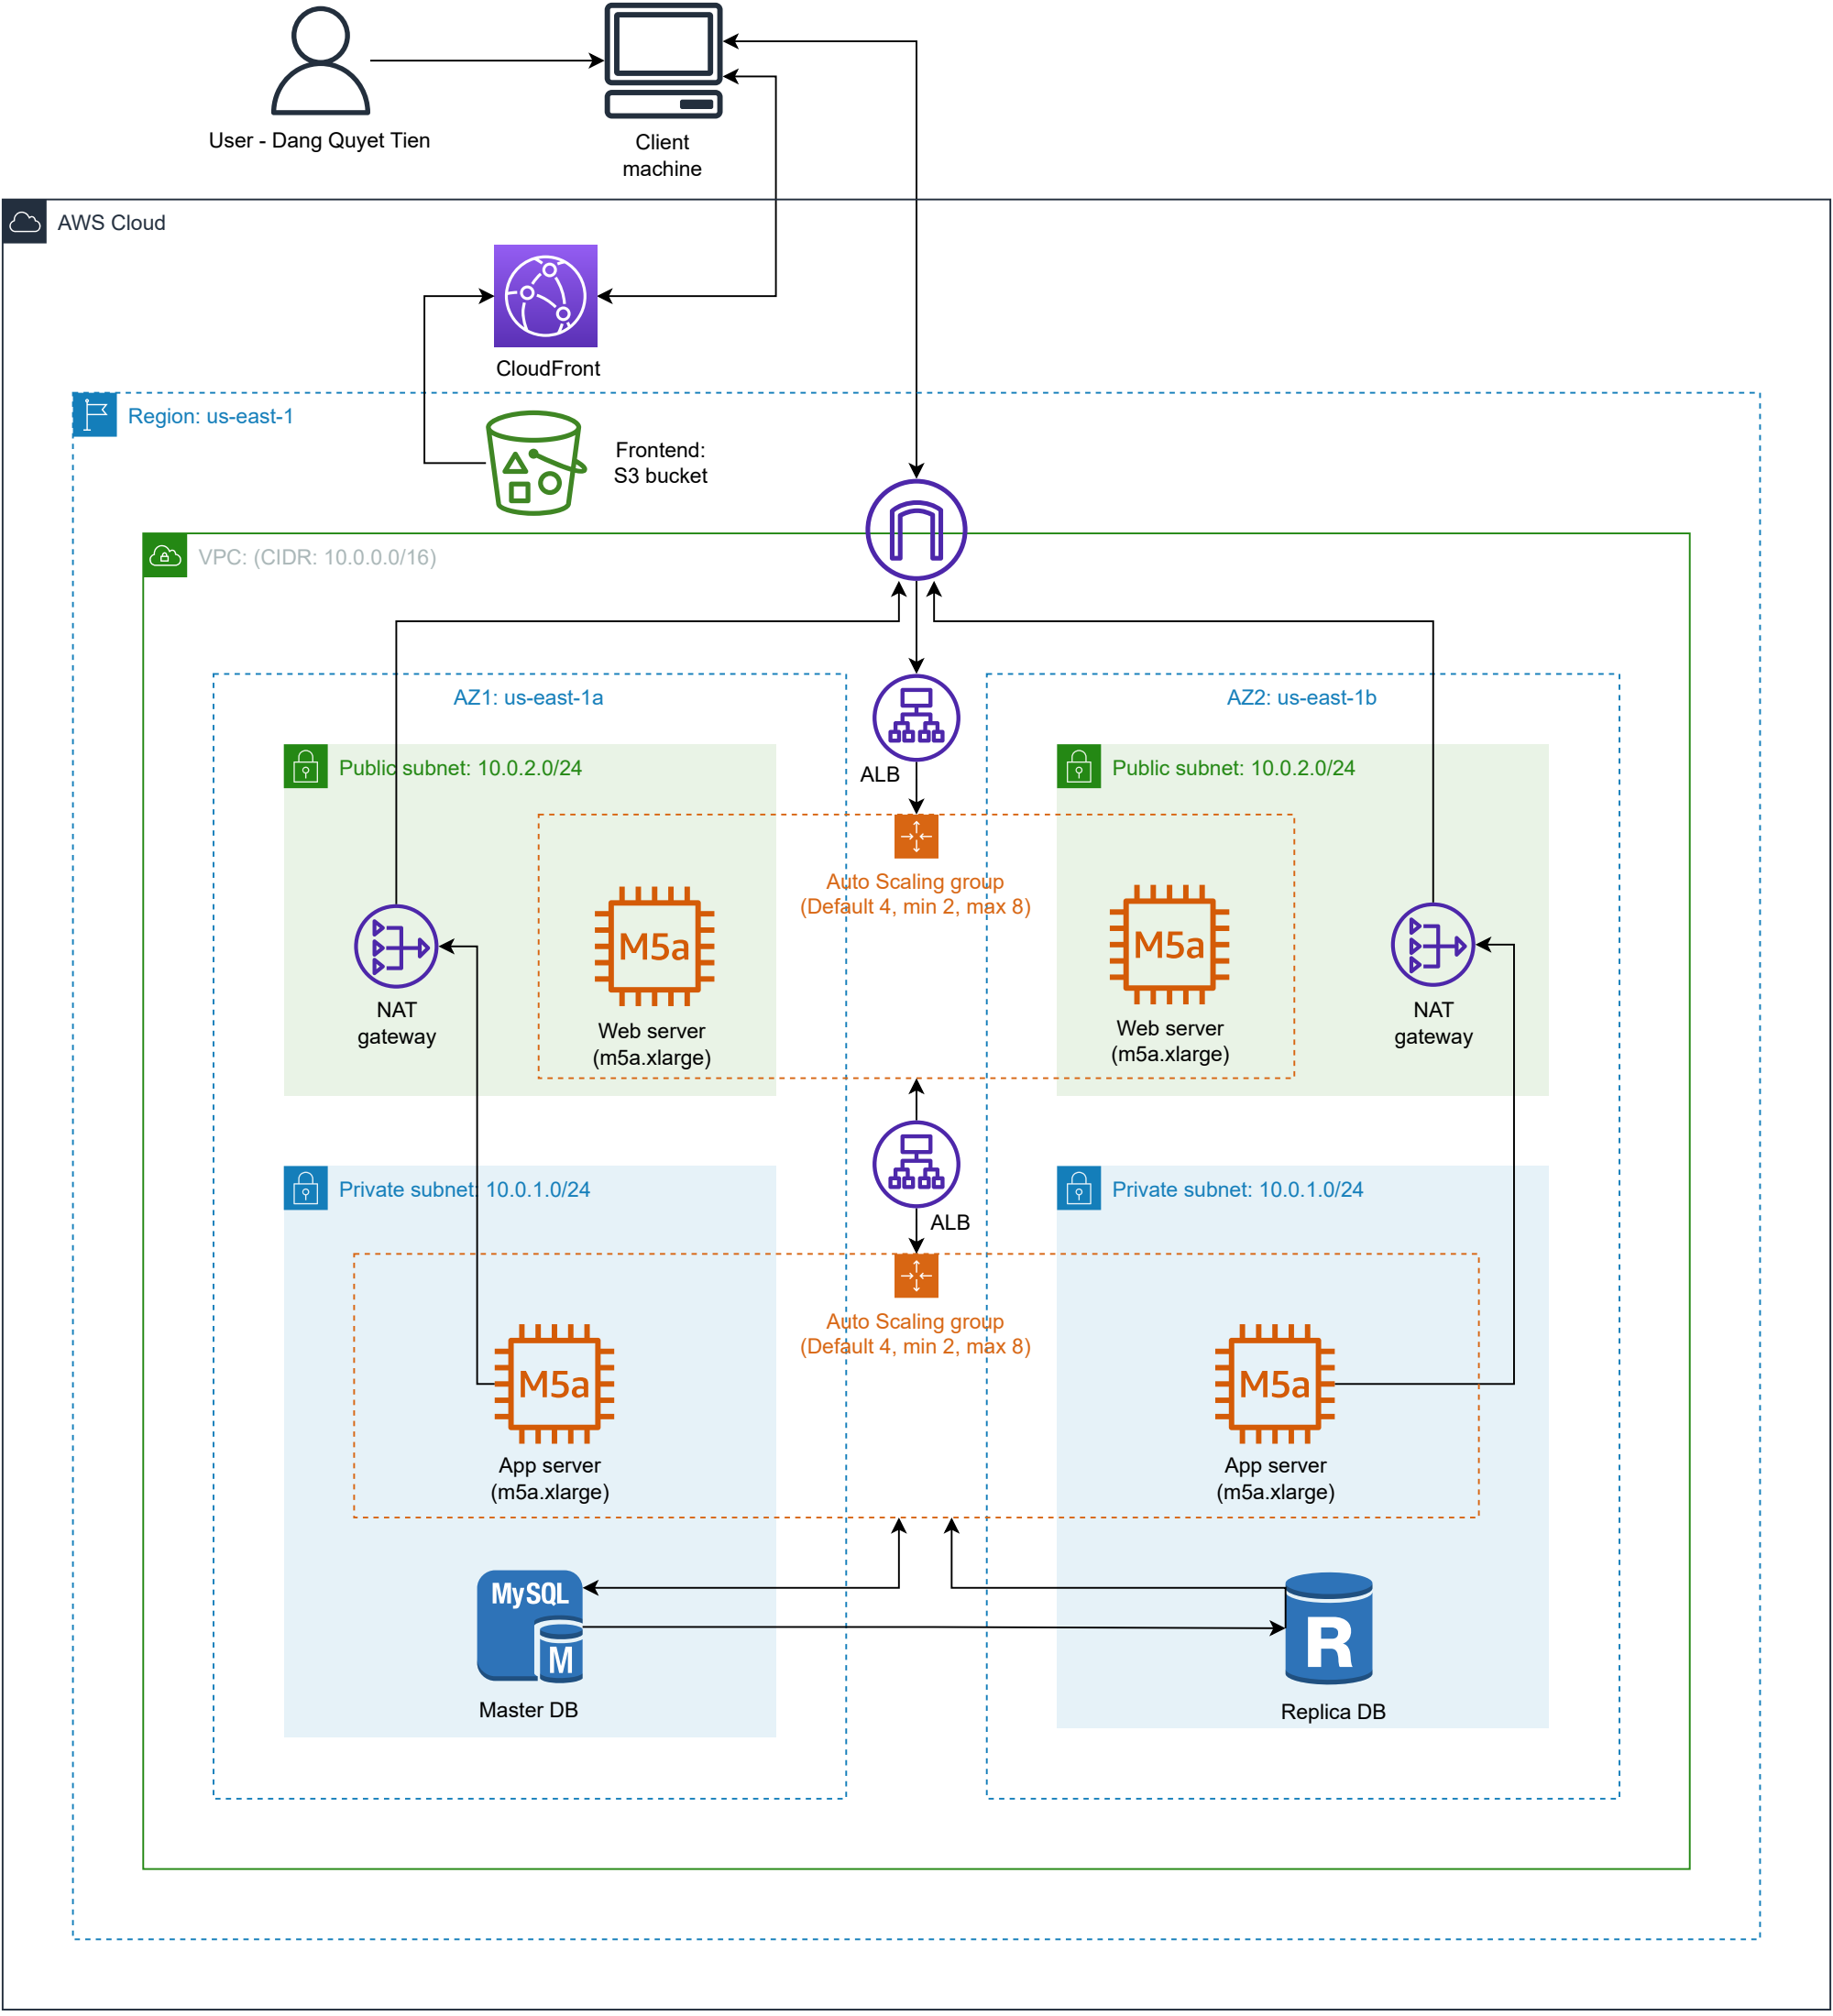 User - Dang Quyet Tien
Client
machine
AWS Cloud
CloudFront
Region: us-east-1
Frontend:
S3 bucket
VPC: (CIDR: 10.0.0.0/16)
AZ1: us-east-1a
AZ2: us-east-1b
Public subnet: 10.0.2.0/24
ALB
Public subnet: 10.0.2.0/24
Auto Scaling group
(Default 4, min 2, max 8)
M5a
M5a
NAT
gateway
Web server
(m5a.xlarge)
Web server
(m5a.xlarge)
NAT
gateway
Private subnet: 10.0.1.0/24
Private subnet: 10.0.1.0/24
ALB
Auto Scaling group
(Default 4, min 2, max 8)
M5a
M5a
App server
(m5a.xlarge)
App server
(m5a.xlarge)
MySQL
M
R
Master DB
Replica DB